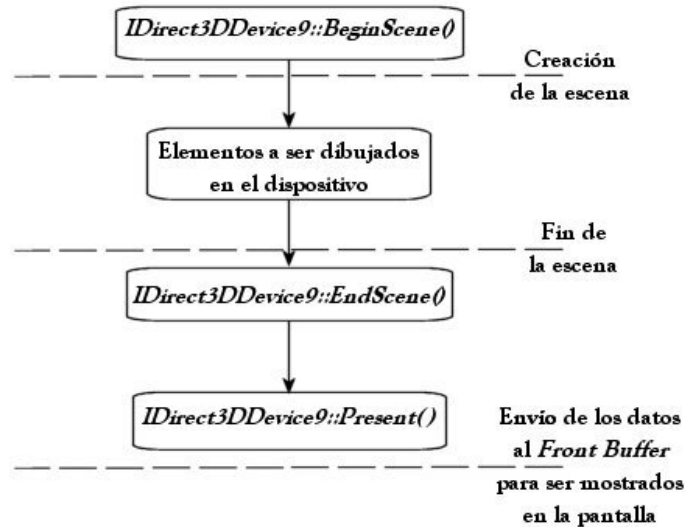 IDirect3DDevice9::BeginScene()
Creación
de la escena
Elementos a ser dibujados
en el dispositivo
Fin de
la escena
IDirect3DDevice9::EndScene()
IDirect3DDevice9::Present()
Envío de los datos
al Front Buffer
para ser mostrados
en la pantalla